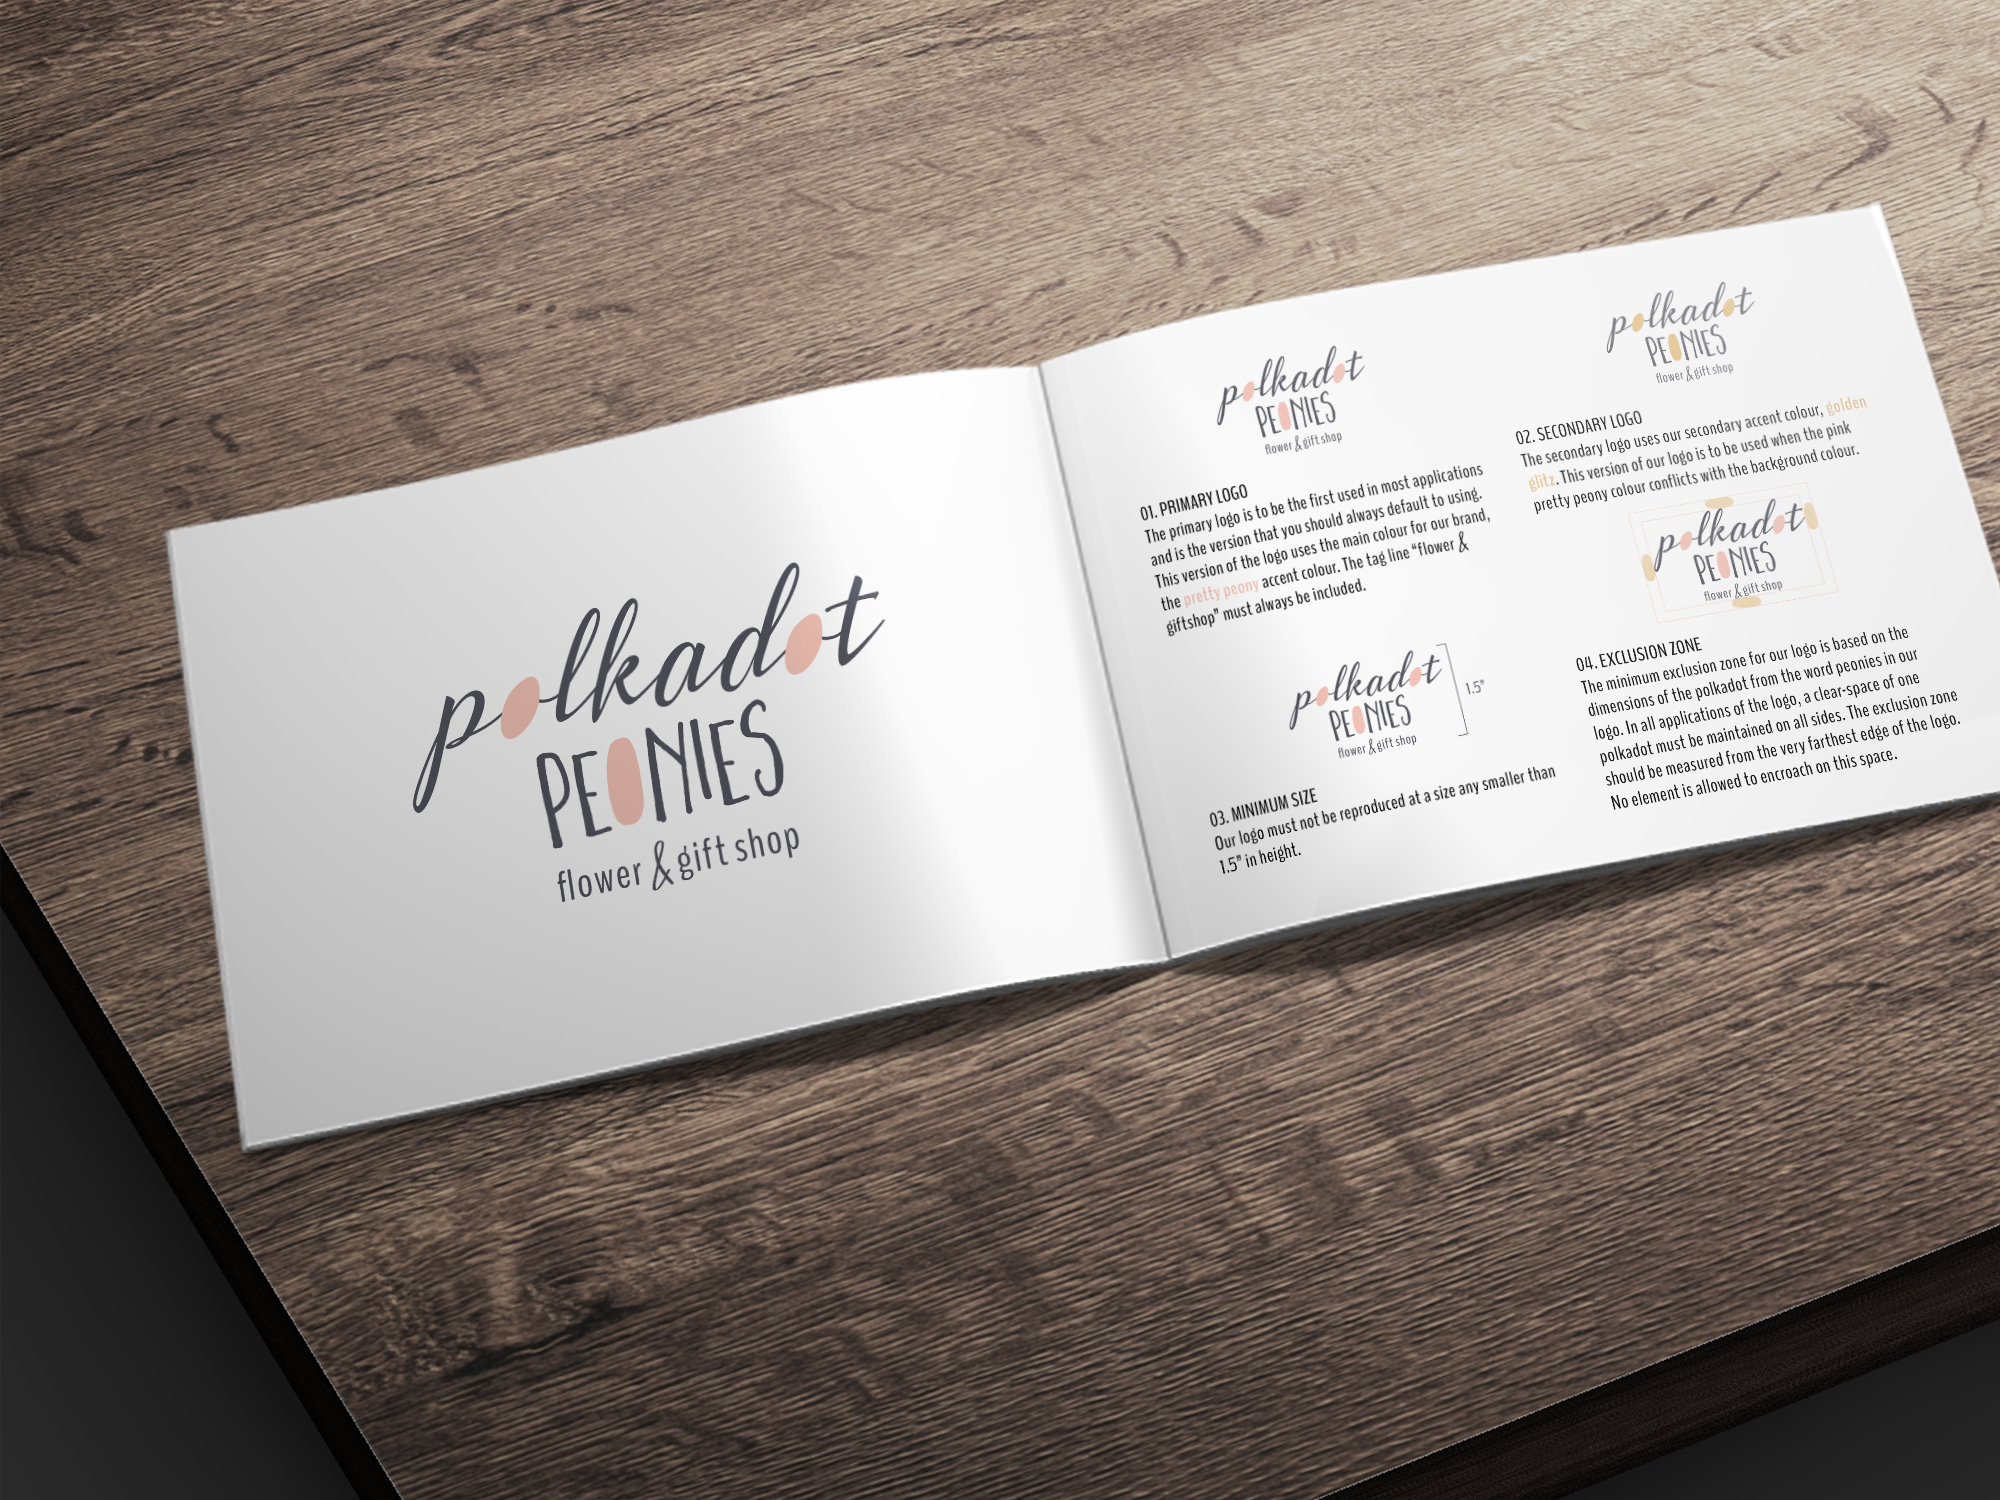 polkadot
PEONIES
flower & gift shop
polkadot
PEONIES
flower & gift shop
01. PRIMARY LOGO
The primary logo is to be the first used in most applications
and is the version that you should always default to using.
This version of the logo uses the main colour for our brand,
the pretty peony accent colour. The tag line “flower &
giftshop” must always be included.
polkadot
PEONIES
flower & gift shop
02. SECONDARY LOGO
The secondary logo uses our secondary accent colour, golden
glitz. This version of our logo is to be used when the pink
pretty peony colour conflicts with the background colour.
polkadot
PEONIES
flower & gift shop
1.5”
03. MINIMUM SIZE
Our logo must not be reproduced at a size any smaller than
1.5” in height.
polkadot
PEONIES
flower & gift shop
04. EXCLUSION ZONE
The minimum exclusion zone for our logo is based on the
dimensions of the polkadot from the word peonies in our
logo. In all applications of the logo, a clear-space of one
polkadot must be maintained on all sides. The exclusion zone
should be measured from the very farthest edge of the logo.
No element is allowed to encroach on this space.